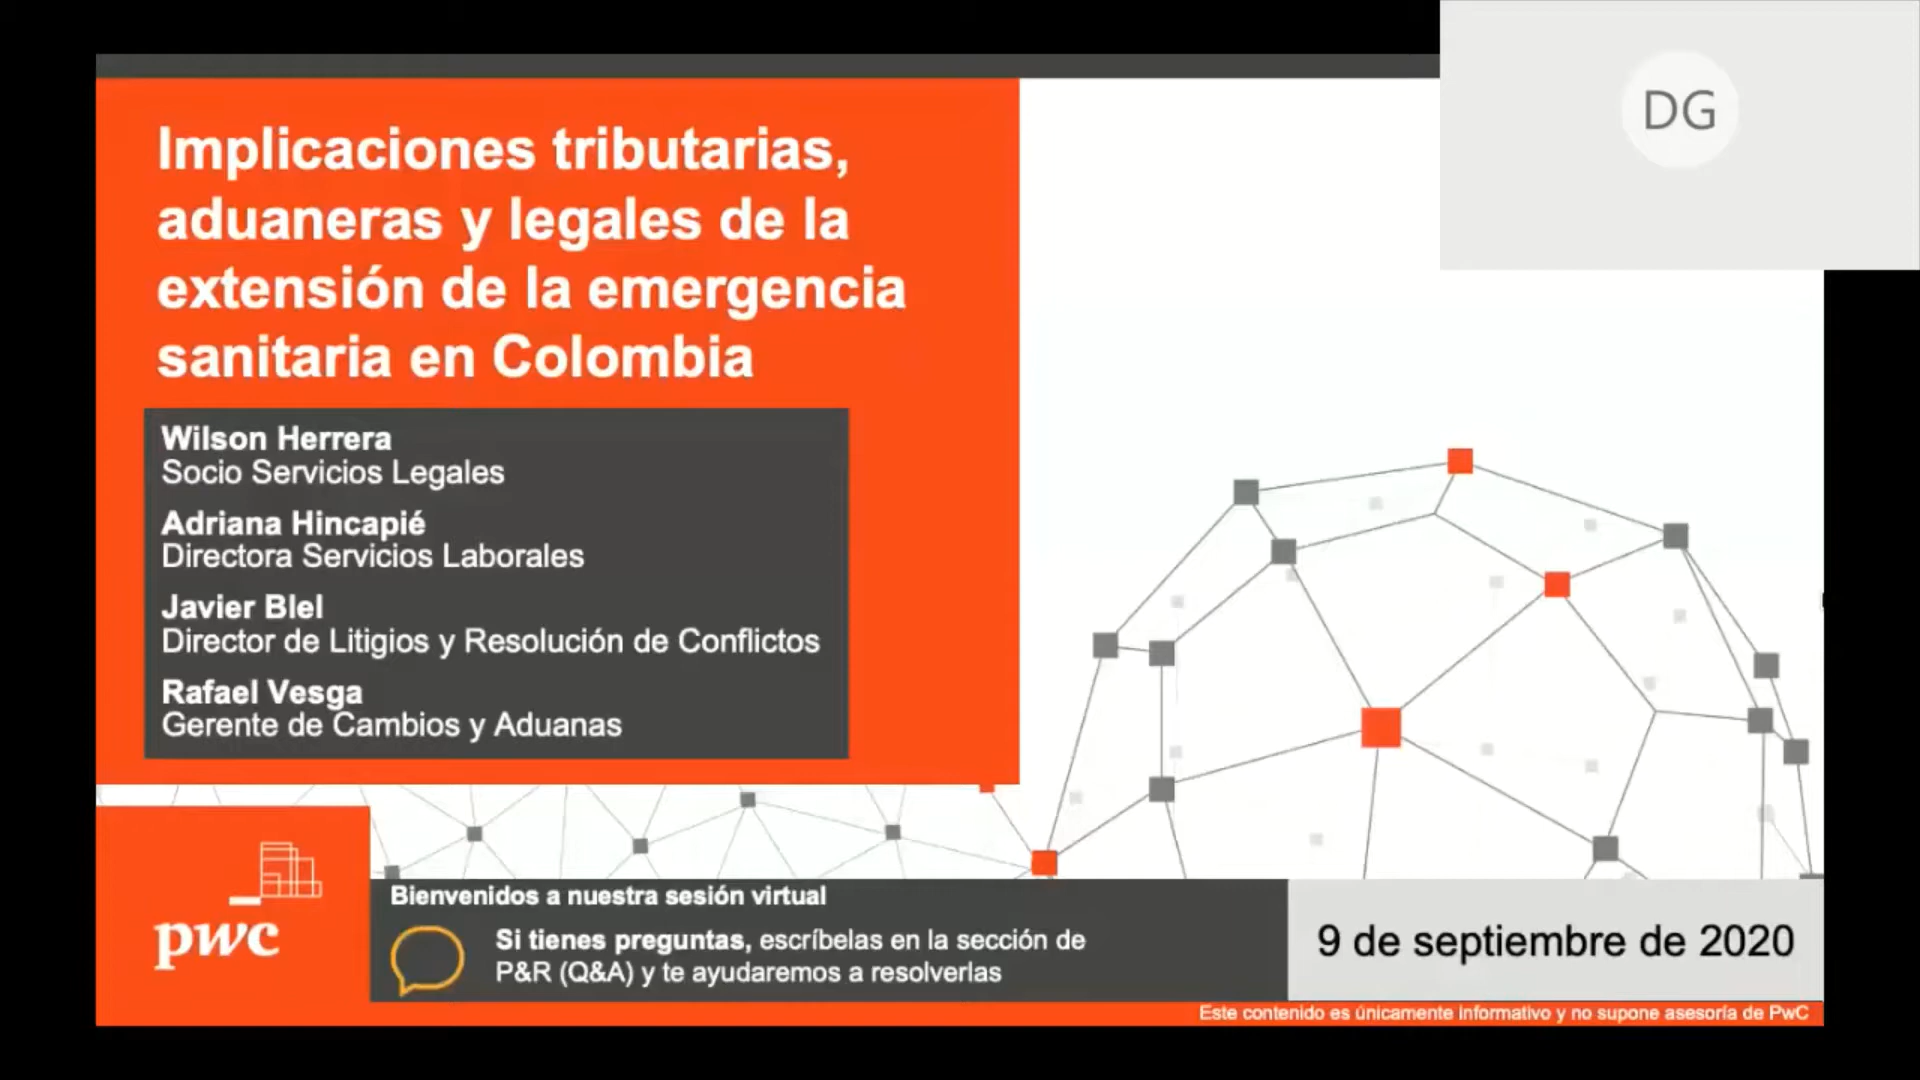 DG
Implicaciones tributarias,
aduaneras y legales de la
extensión de la emergencia
sanitaria en Colombia
Wilson Herrera
Socio Servicios Legales
Adriana Hincapié
Directora Servicios Laborales
Javier Blel
Director de Litigios y Resolución de Conflictos
Rafael Vesga
Gerente de Cambios y Aduanas
pwc
Bienvenidos a nuestra sesión virtual
Si tienes preguntas, escríbelas en la sección de
P&R (Q&A) y te ayudaremos a resolverlas
9 de septiembre de 2020
Este contenido es únicamente informativo y no supone asesoría de PwC